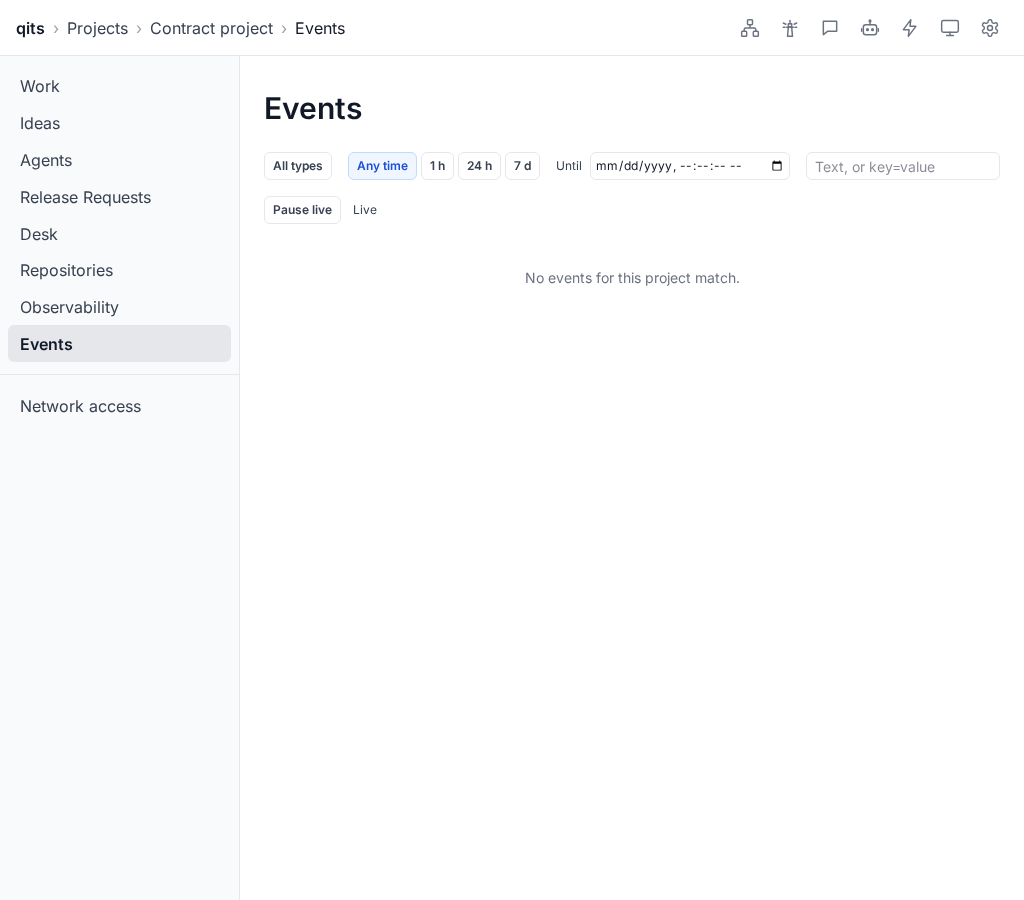 qits › Projects › Contract project › Events
Work
Ideas
Agents
Release Requests
Desk
Repositories
Observability
Events
Network access
Events
All types Any time 1 h 24 h 7 d Until mm/dd/yyyy, --:--:-- -- Text, or key=value
Pause live Live
No events for this project match.